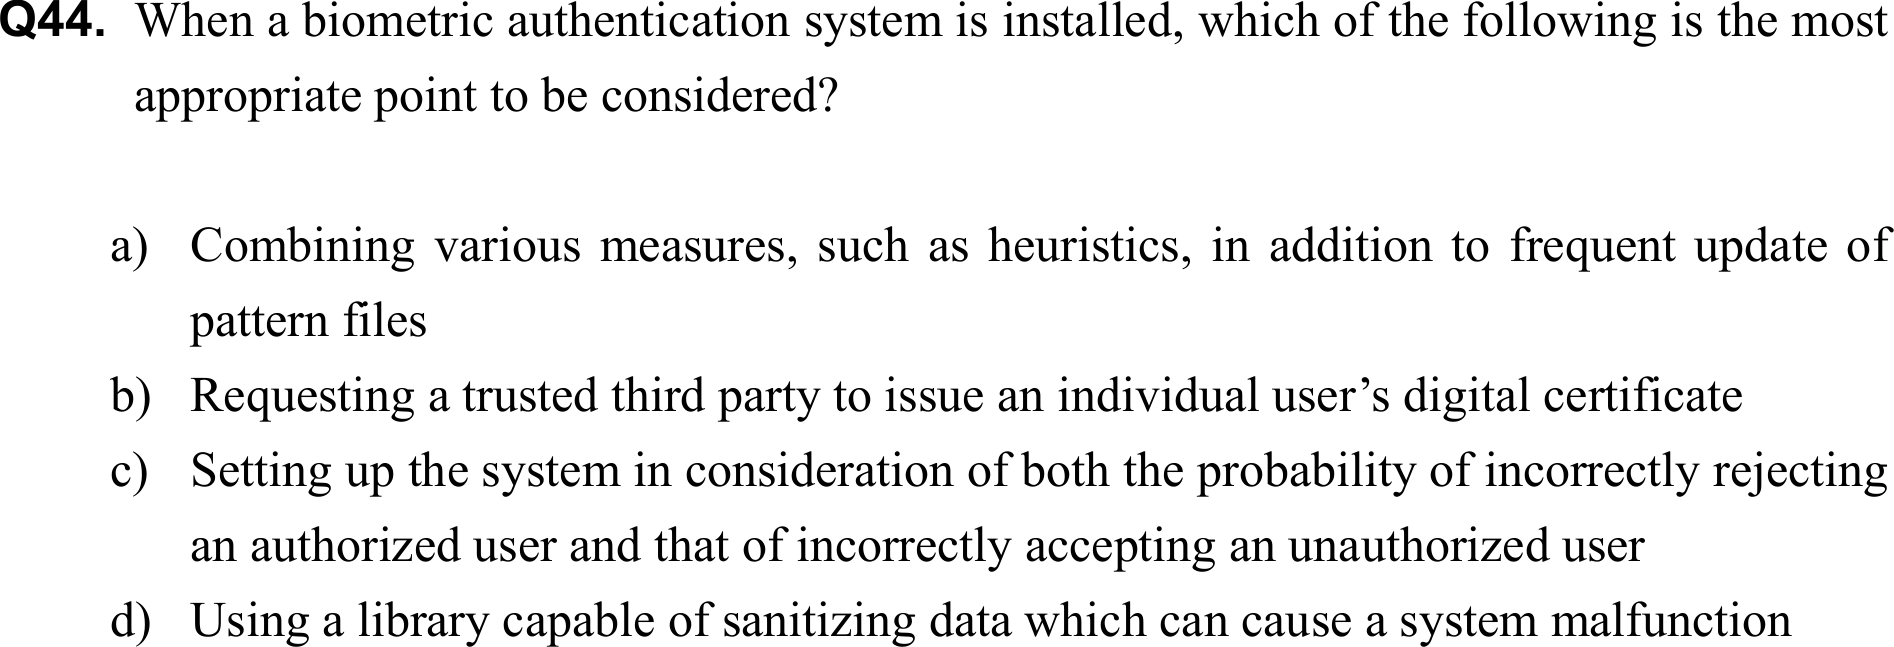 Q44. When a biometric authentication system is installed, which of the following is the most
appropriate point to be considered?
a) Combining various measures, such as heuristics, in addition to frequent update of
pattern files
b) Requesting a trusted third party to issue an individual user’s digital certificate
c) Setting up the system in consideration of both the probability of incorrectly rejecting
an authorized user and that of incorrectly accepting an unauthorized user
d) Using a library capable of sanitizing data which can cause a system malfunction